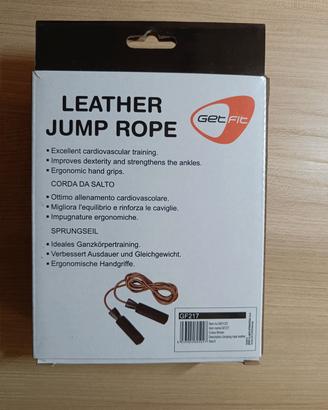 LEATHER
JUMP ROPE
GetFit
• Excellent cardiovascular training.
• Improves dexterity and strengthens the ankles.
• Ergonomic hand grips.
CORDA DA SALTO
• Ottimo allenamento cardiovascolare.
• Migliora l'equilibrio e rinforza le caviglie.
• Impugnature ergonomiche.
SPRUNGSEIL
• Ideales Ganzkörpertraining.
• Verbessert Ausdauer und Gleichgewicht.
• Ergonomische Handgriffe.
GF217